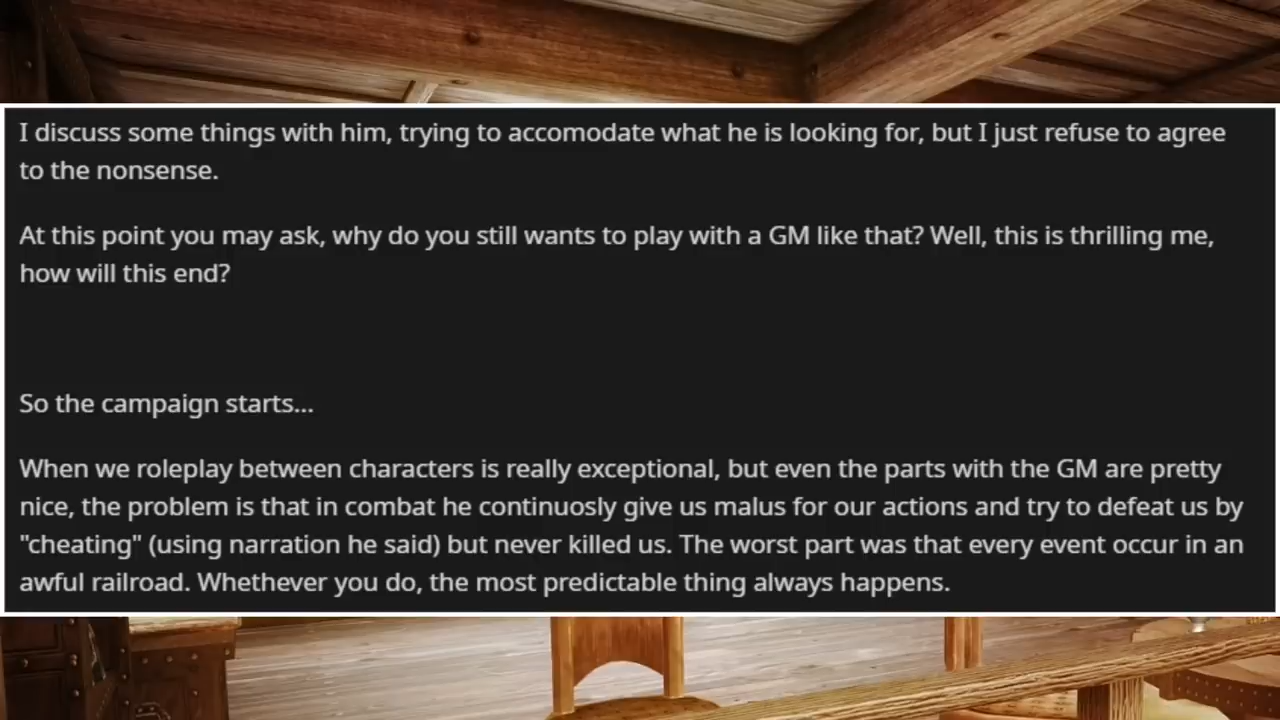 I discuss some things with him, trying to accomodate what he is looking for, but I just refuse to agree
to the nonsense.
At this point you may ask, why do you still wants to play with a GM like that? Well, this is thrilling me,
how will this end?
So the campaign starts...
When we roleplay between characters is really exceptional, but even the parts with the GM are pretty
nice, the problem is that in combat he continuosly give us malus for our actions and try to defeat us by
"cheating" (using narration he said) but never killed us. The worst part was that every event occur in an
awful railroad. Whethever you do, the most predictable thing always happens.